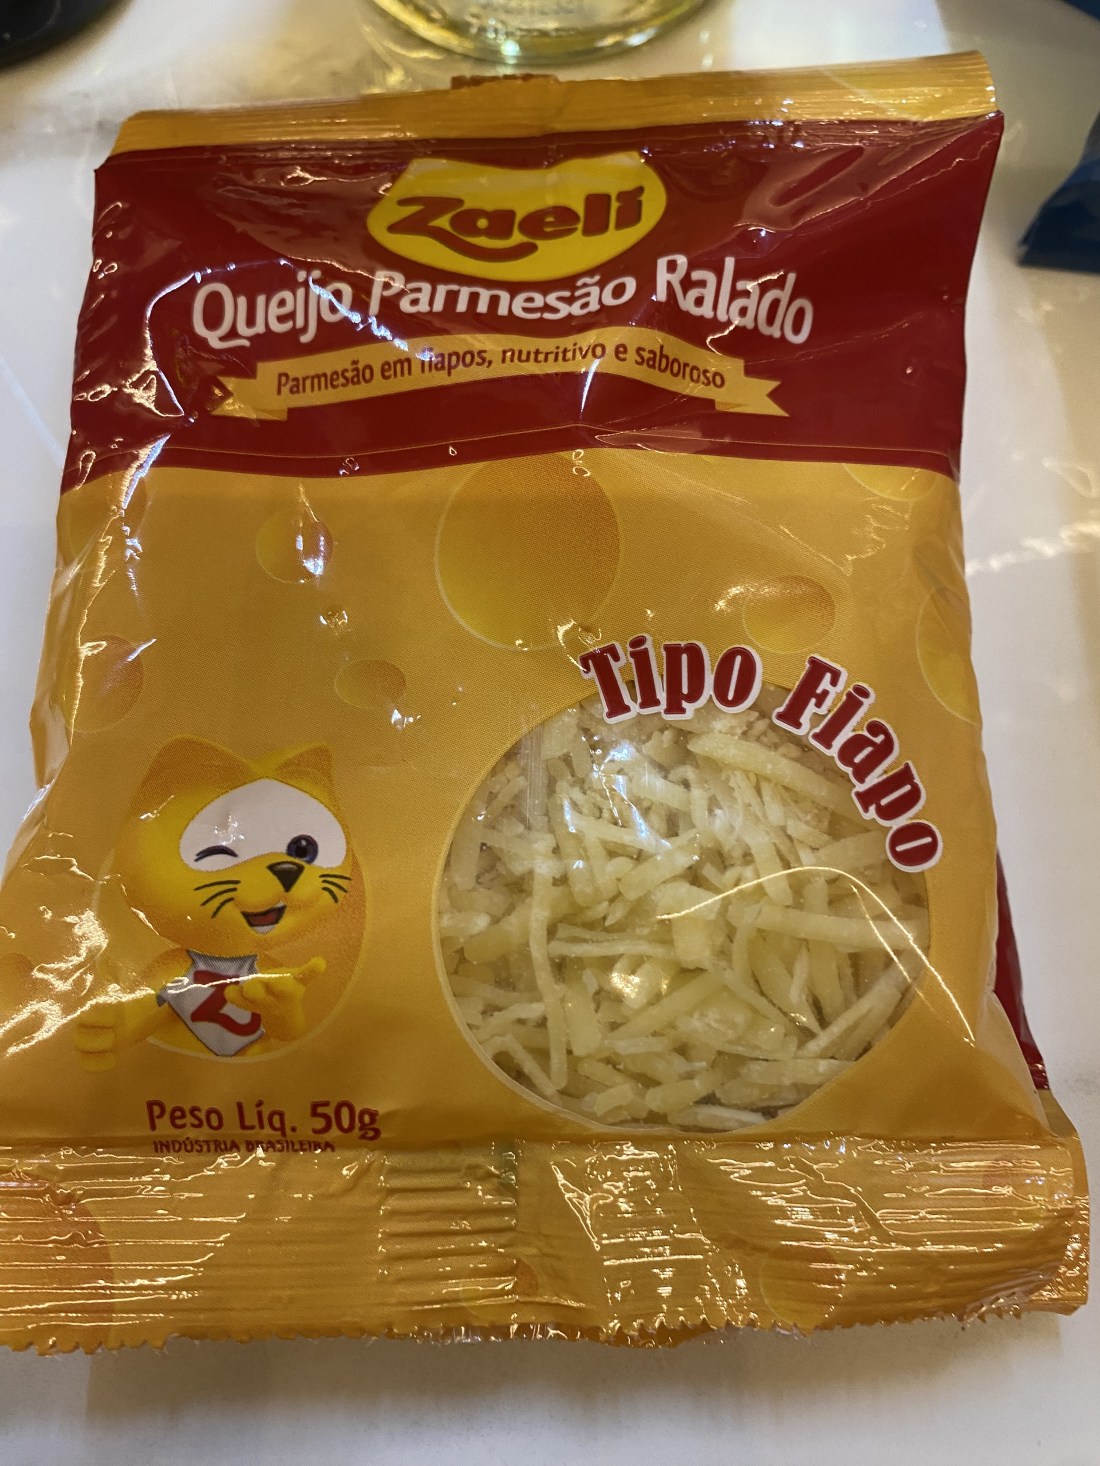 Zaeli
Queijo Parmesão Ralado
Parmesão em fiapos, nutritivo e saboroso
Tipo Fiapo
Z
Peso Líq. 50g
INDÚSTRIA BRASILEIRA